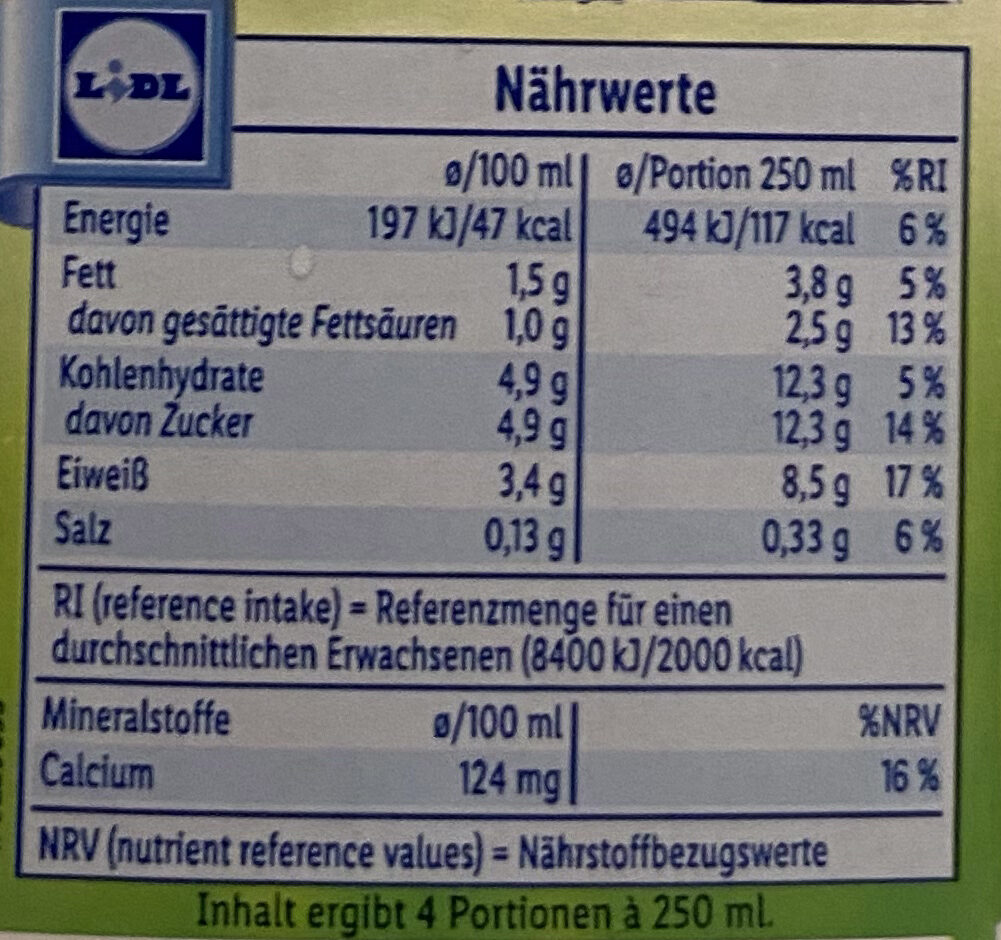 LIDL
Nährwerte
ø/100 ml ø/Portion 250 ml %RI
Energie 197 kJ/47 kcal 494 kJ/117 kcal 6 %
Fett 1,5 g 3,8 g 5 %
davon gesättigte Fettsäuren 1,0 g 2,5 g 13 %
Kohlenhydrate 4,9 g 12,3 g 5 %
davon Zucker 4,9 g 12,3 g 14 %
Eiweiß 3,4 g 8,5 g 17 %
Salz 0,13 g 0,33 g 6 %
RI (reference intake) = Referenzmenge für einen
durchschnittlichen Erwachsenen (8400 kJ/2000 kcal)
Mineralstoffe ø/100 ml %NRV
Calcium 124 mg 16 %
NRV (nutrient reference values) = Nährstoffbezugswerte
Inhalt ergibt 4 Portionen à 250 ml.